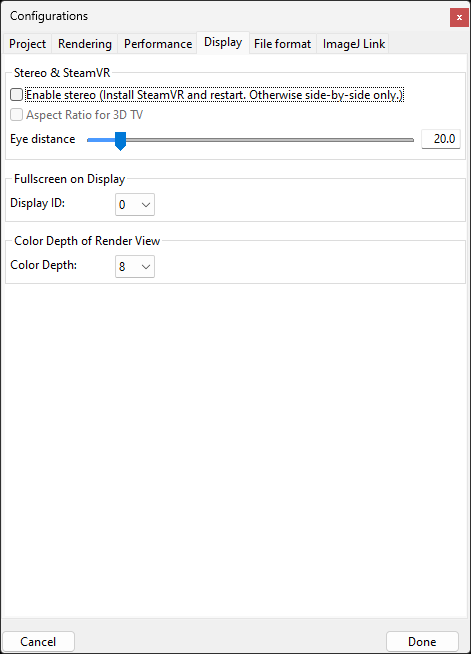 Configurations
x
Project Rendering Performance Display File format ImageJ Link
Stereo & SteamVR
Enable stereo (Install SteamVR and restart. Otherwise side-by-side only.)
Aspect Ratio for 3D TV
Eye distance 20.0
Fullscreen on Display
Display ID: 0
Color Depth of Render View
Color Depth: 8
Cancel Done